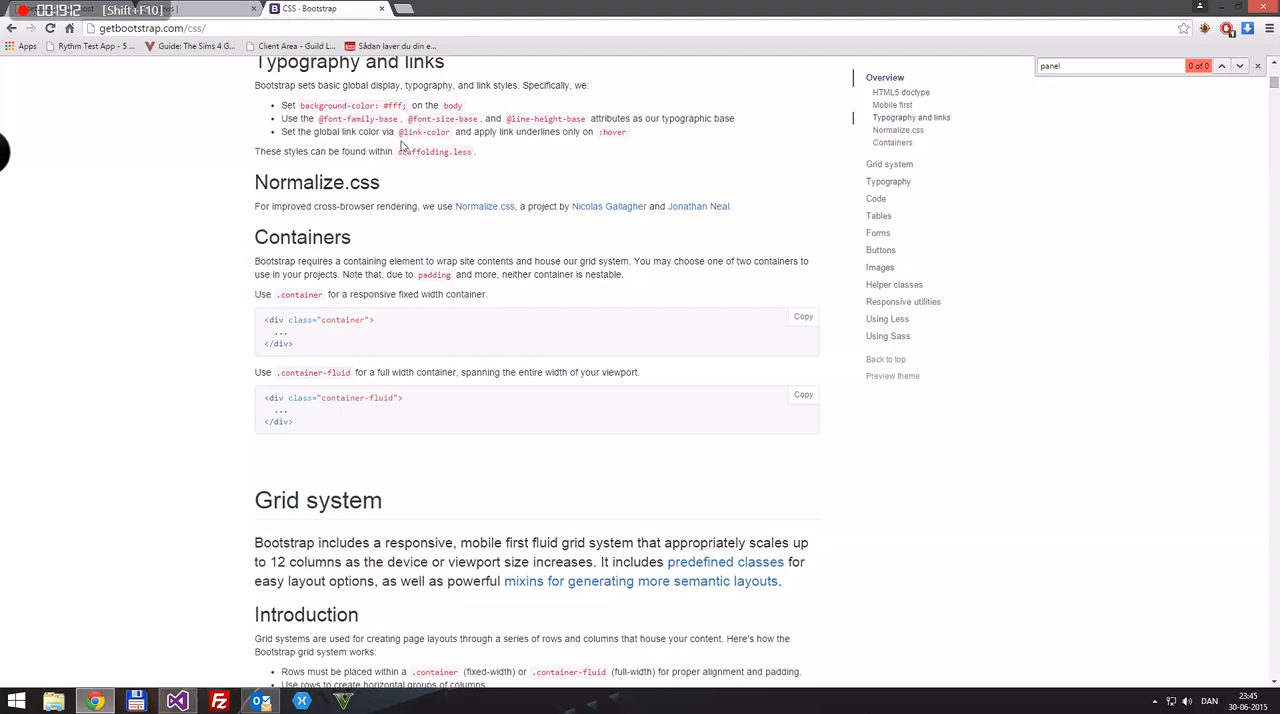 00:19:12 [Shift+F10]
CSS · Bootstrap
getbootstrap.com/css/
Apps
Rythm Test App - 5 ...
Guide: The Sims 4 G...
Client Area - Guild L...
Sådan laver du din e...
panel
0 of 0
Typography and links
Bootstrap sets basic global display, typography, and link styles. Specifically, we:
• Set background-color: #fff; on the body
• Use the @font-family-base, @font-size-base, and @line-height-base attributes as our typographic base
• Set the global link color via @link-color and apply link underlines only on :hover
These styles can be found within scaffolding.less.
Normalize.css
For improved cross-browser rendering, we use Normalize.css, a project by Nicolas Gallagher and Jonathan Neal.
Containers
Bootstrap requires a containing element to wrap site contents and house our grid system. You may choose one of two containers to
use in your projects. Note that, due to padding and more, neither container is nestable.
Use .container for a responsive fixed width container.
Copy
<div class="container">
...
</div>
Use .container-fluid for a full width container, spanning the entire width of your viewport.
Copy
<div class="container-fluid">
...
</div>
Grid system
Bootstrap includes a responsive, mobile first fluid grid system that appropriately scales up
to 12 columns as the device or viewport size increases. It includes predefined classes for
easy layout options, as well as powerful mixins for generating more semantic layouts.
Introduction
Grid systems are used for creating page layouts through a series of rows and columns that house your content. Here's how the
Bootstrap grid system works:
• Rows must be placed within a .container (fixed-width) or .container-fluid (full-width) for proper alignment and padding.
• Use rows to create horizontal groups of columns.
Overview
HTML5 doctype
Mobile first
Typography and links
Normalize.css
Containers
Grid system
Typography
Code
Tables
Forms
Buttons
Images
Helper classes
Responsive utilities
Using Less
Using Sass
Back to top
Preview theme
DAN
23:45
30-06-2015